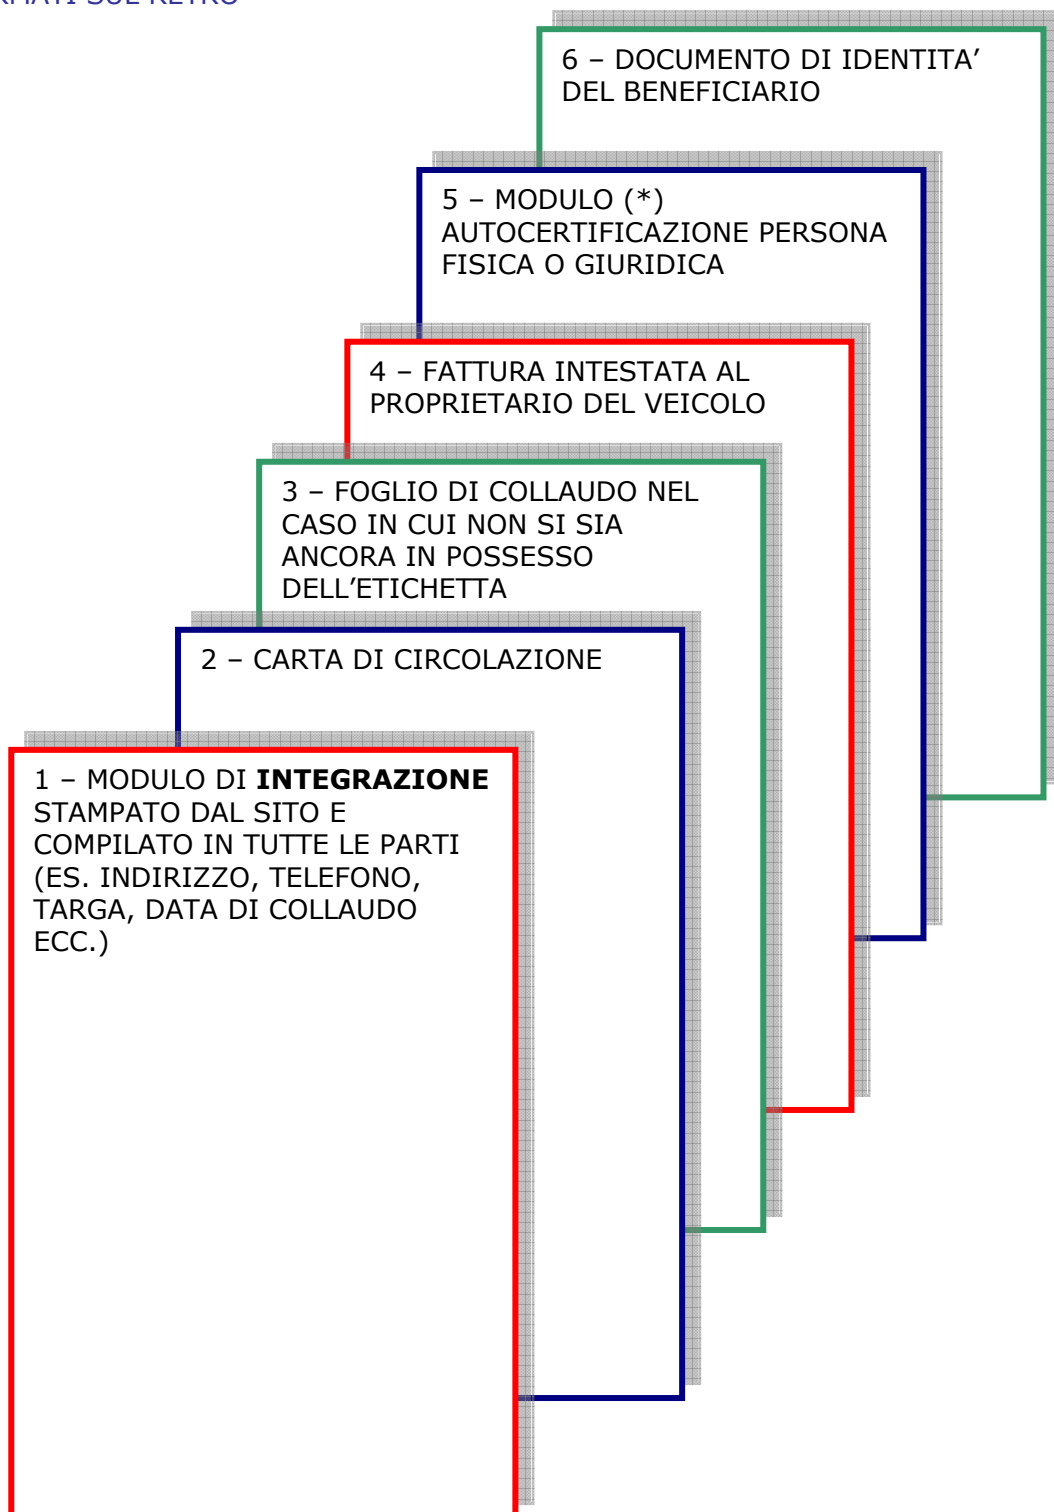 SUL RETRO
6 – DOCUMENTO DI IDENTITA’
DEL BENEFICIARIO
5 – MODULO (*)
AUTOCERTIFICAZIONE PERSONA
FISICA O GIURIDICA
4 – FATTURA INTESTATA AL
PROPRIETARIO DEL VEICOLO
3 – FOGLIO DI COLLAUDO NEL
CASO IN CUI NON SI SIA
ANCORA IN POSSESSO
DELL’ETICHETTA
2 – CARTA DI CIRCOLAZIONE
1 – MODULO DI INTEGRAZIONE
STAMPATO DAL SITO E
COMPILATO IN TUTTE LE PARTI
(ES. INDIRIZZO, TELEFONO,
TARGA, DATA DI COLLAUDO
ECC.)